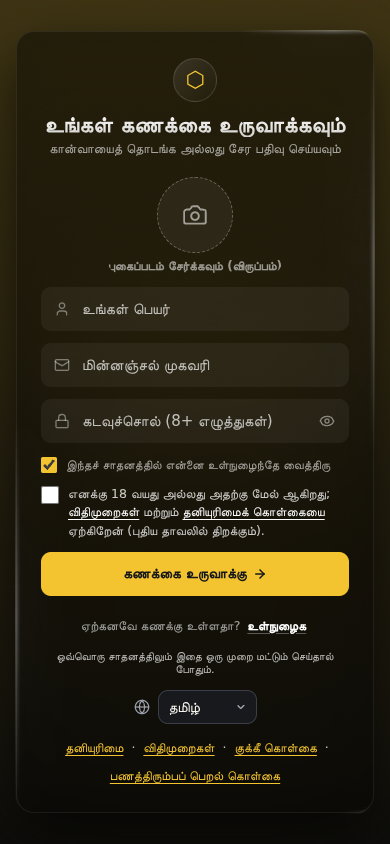 உங்கள் கணக்கை உருவாக்கவும்
கான்வாயைத் தொடங்க அல்லது சேர பதிவு செய்யவும்
புகைப்படம் சேர்க்கவும் (விருப்பம்)
உங்கள் பெயர்
மின்னஞ்சல் முகவரி
கடவுச்சொல் (8+ எழுத்துகள்)
இந்தச் சாதனத்தில் என்னை உள்நுழைந்தே வைத்திரு
எனக்கு 18 வயது அல்லது அதற்கு மேல் ஆகிறது;
விதிமுறைகள் மற்றும் தனியுரிமைக் கொள்கையை
ஏற்கிறேன் (புதிய தாவலில் திறக்கும்).
கணக்கை உருவாக்கு →
ஏற்கனவே கணக்கு உள்ளதா? உள்நுழைக
ஒவ்வொரு சாதனத்திலும் இதை ஒரு முறை மட்டும் செய்தால்
போதும்.
தமிழ்
தனியுரிமை · விதிமுறைகள் · குக்கீ கொள்கை ·
பணத்திரும்பப் பெறல் கொள்கை